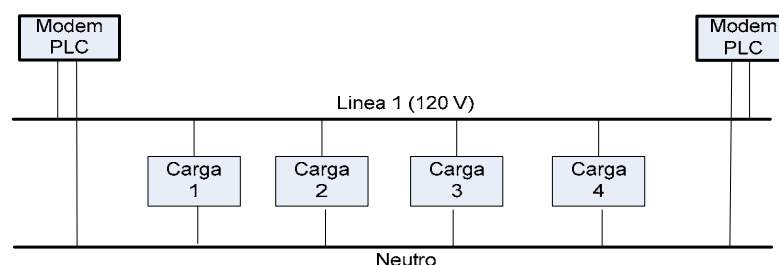 Modem
PLC
Modem
PLC
Linea 1 (120 V)
Carga
1
Carga
2
Carga
3
Carga
4
Neutro